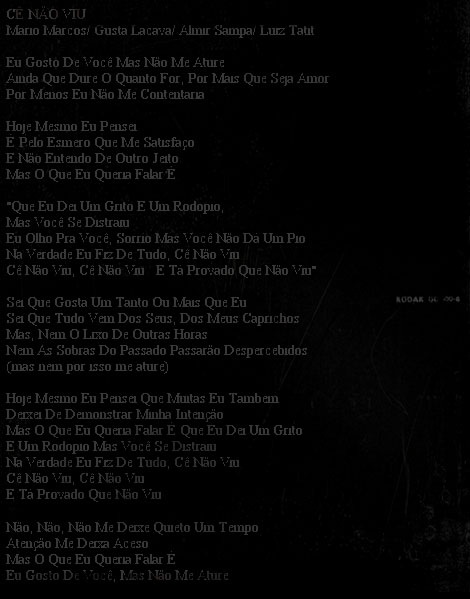 CÊ NÃO VIU
Mario Marcos/ Gusta Lacava/ Almir Sampa/ Luiz Tatit
Eu Gosto De Você Mas Não Me Ature
Ainda Que Dure O Quanto For, Por Mais Que Seja Amor
Por Menos Eu Não Me Contentaria
Hoje Mesmo Eu Pensei
E Pelo Esmero Que Me Satisfaço
E Não Entendo De Outro Jeito
Mas O Que Eu Queria Falar É
"Que Eu Dei Um Grito E Um Rodopio,
Mas Você Se Distraiu
Eu Olho Pra Você, Sorrio Mas Você Não Dá Um Pio
Na Verdade Eu Fiz De Tudo, Cê Não Viu
Cê Não Viu, Cê Não Viu E Tá Provado Que Não Viu"
Sei Que Gosta Um Tanto Ou Mais Que Eu
Sei Que Tudo Vem Dos Seus, Dos Meus Caprichos
KODAK
Mas, Nem O Lixo De Outras Horas
Nem As Sobras Do Passado Passarão Despercebidos
(mas nem por isso me ature)
Hoje Mesmo Eu Pensei Que Muitas Eu Também
Deixei De Demonstrar Minha Intenção
Mas O Que Eu Queria Falar É Que Eu Dei Um Grito
E Um Rodopio Mas Você Se Distraiu
Na Verdade Eu Fiz De Tudo, Cê Não Viu
Cê Não Viu, Cê Não Viu
E Tá Provado Que Não Viu
Não, Não, Não Me Deixe Quieto Um Tempo
Atenção Me Deixa Aceso
Mas O Que Eu Queria Falar É
Eu Gosto De Você, Mas Não Me Ature